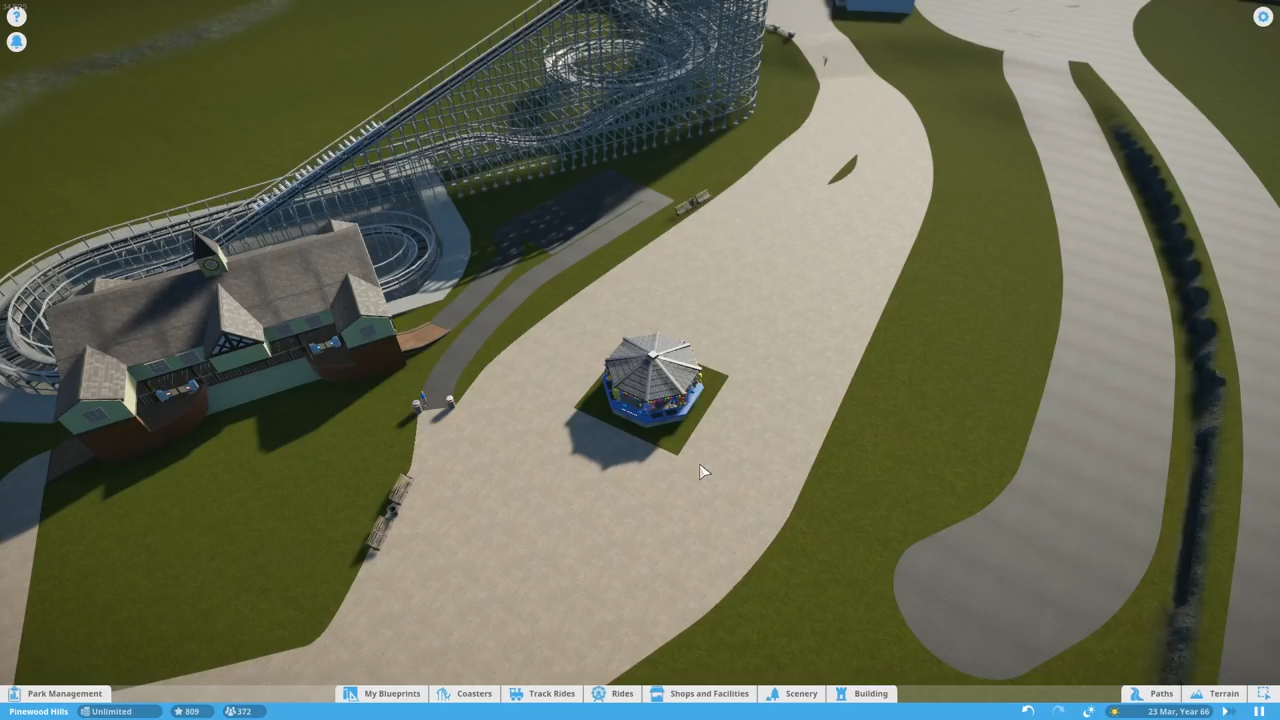 ?
Park Management
My Blueprints
Coasters
Track Rides
Rides
Shops and Facilities
Scenery
Building
Paths
Terrain
Pinewood Hills
Unlimited
809
372
23 Mar, Year 66